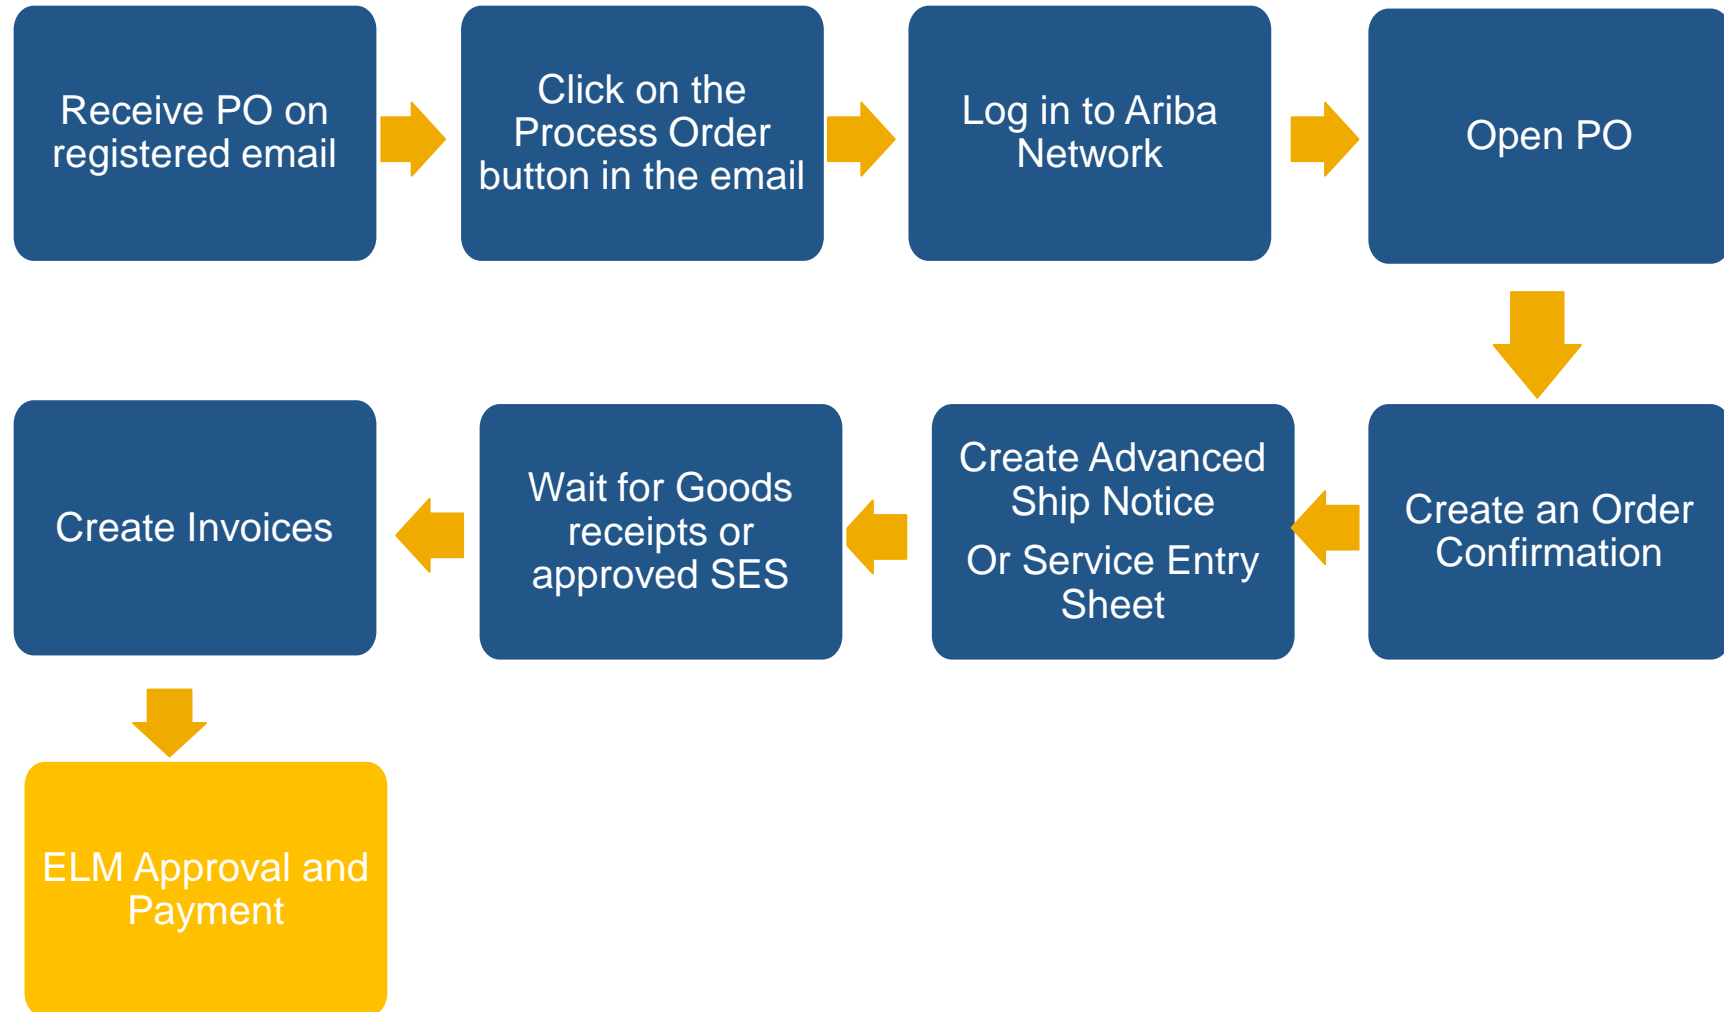 Receive PO on
registered email
Click on the
Process Order
button in the email
Log in to Ariba
Network
Open PO
Create an Order
Confirmation
Create Advanced
Ship Notice
Or Service Entry
Sheet
Wait for Goods
receipts or
approved SES
Create Invoices
ELM Approval and
Payment